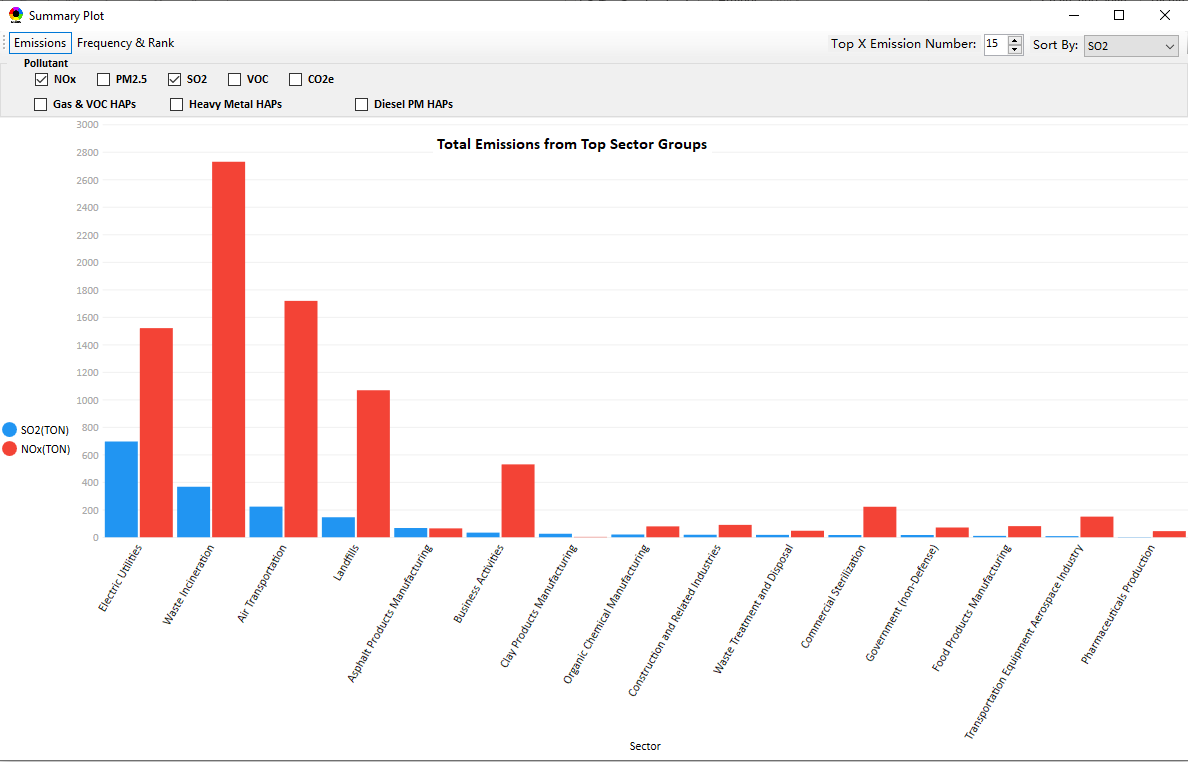 Summary Plot
Emissions Frequency & Rank Top X Emission Number: 15 Sort By: SO2
Pollutant
NOx PM2.5 SO2 VOC CO2e
Gas & VOC HAPs Heavy Metal HAPs Diesel PM HAPs
Total Emissions from Top Sector Groups
3000
2800
2600
2400
2200
2000
1800
1600
1400
1200
1000
800
600
400
200
0
SO2(TON)
NOx(TON)
Electric Utilities
Waste Incineration
Air Transportation
Landfills
Asphalt Products Manufacturing
Business Activities
Clay Products Manufacturing
Organic Chemical Manufacturing
Construction and Related Industries
Waste Treatment and Disposal
Commercial Sterilization
Government (non-Defense)
Food Products Manufacturing
Transportation Equipment Aerospace Industry
Pharmaceuticals Production
Sector